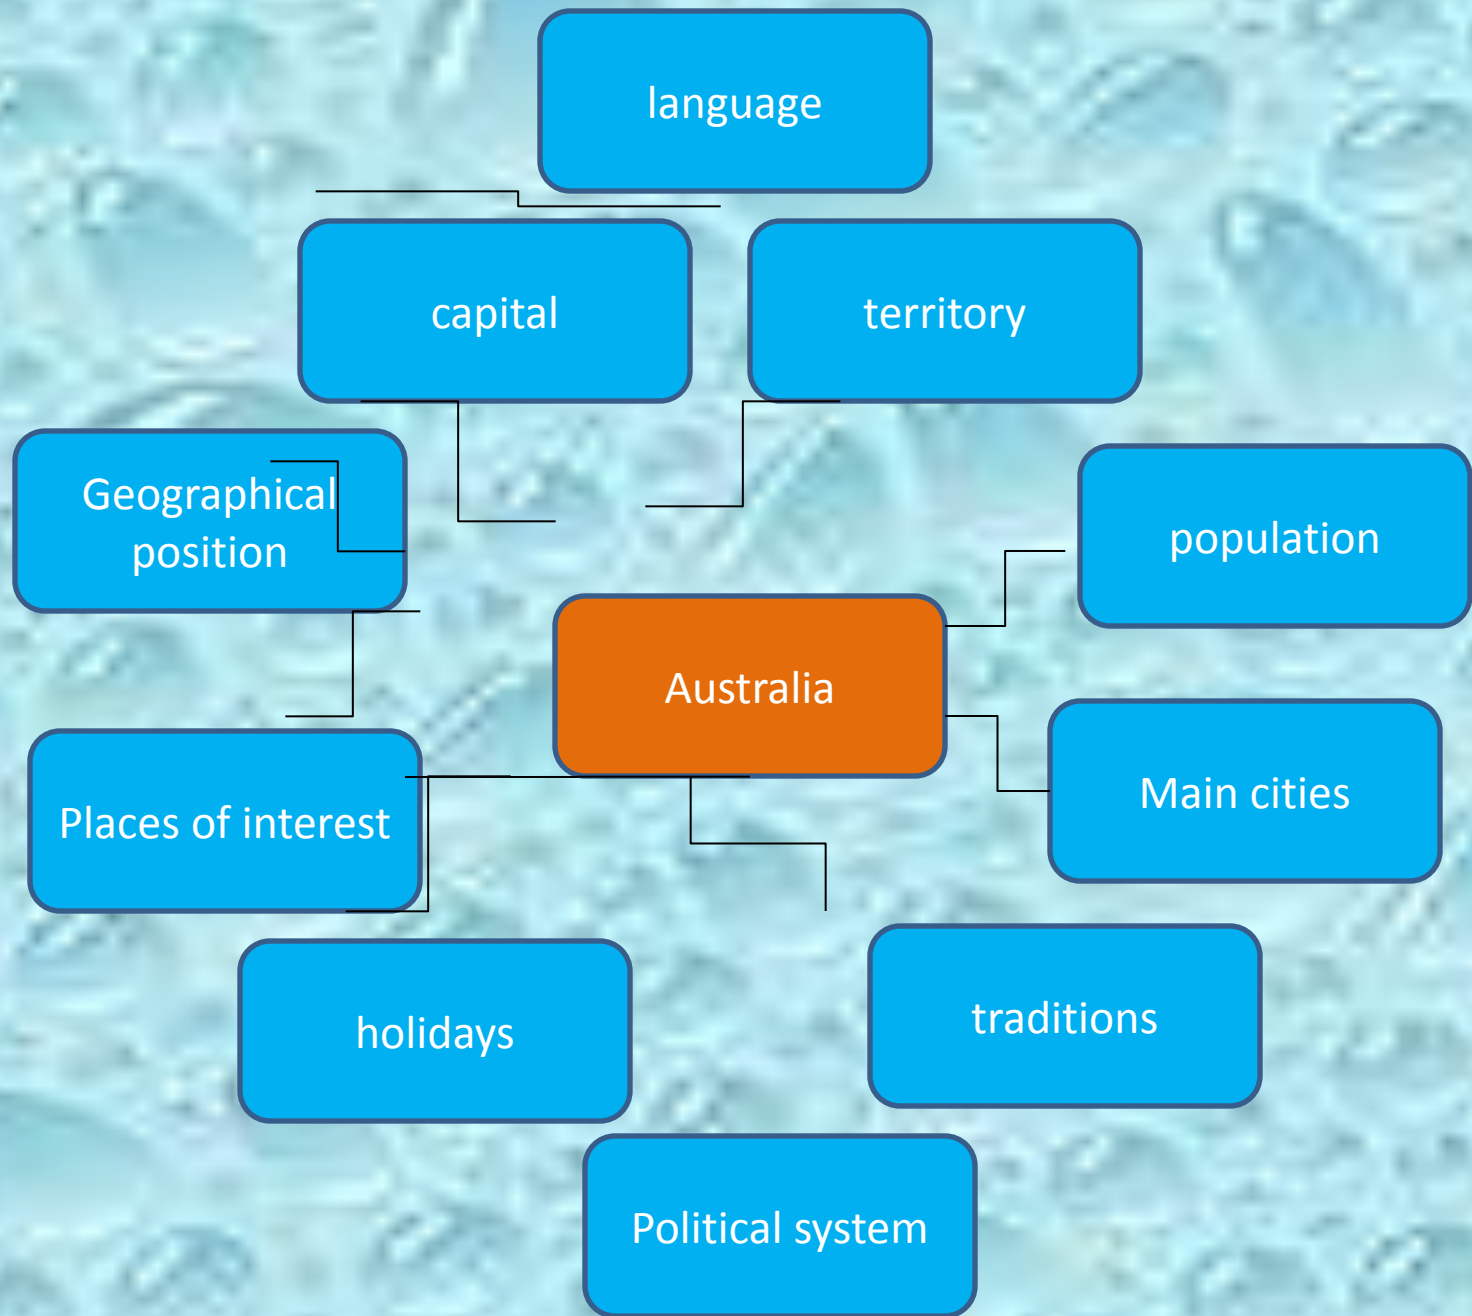 language
capital
territory
Geographical
position
population
Australia
Places of interest
Main cities
holidays
traditions
Political system